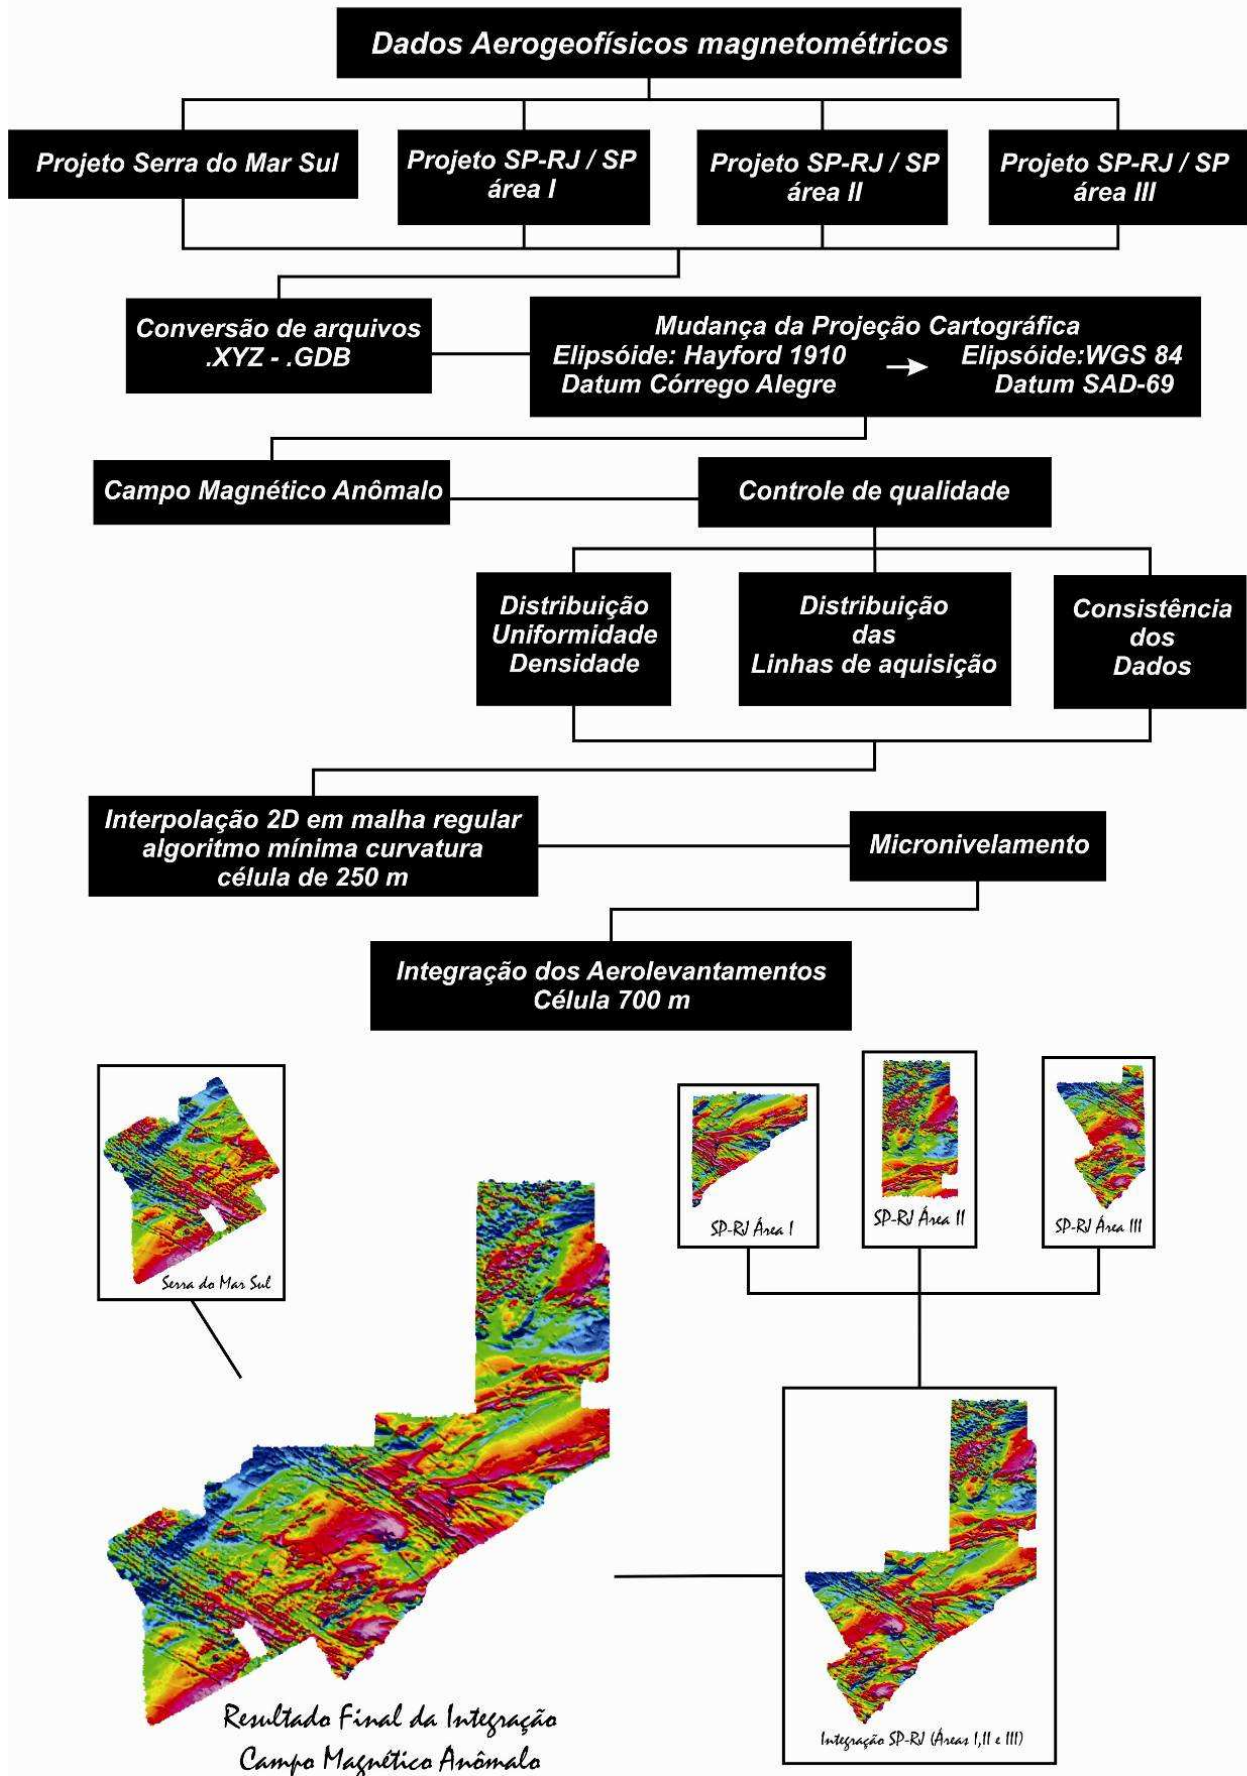 Dados Aerogeofísicos magnetométricos
Projeto Serra do Mar Sul
Projeto SP-RJ / SP
área I
Projeto SP-RJ / SP
área II
Projeto SP-RJ / SP
área III
Conversão de arquivos
.XYZ - .GDB
Mudança da Projeção Cartográfica
Elipsóide: Hayford 1910
Datum Córrego Alegre
Elipsóide:WGS 84
Datum SAD-69
Campo Magnético Anômalo
Controle de qualidade
Distribuição
Uniformidade
Densidade
Distribuição
das
Linhas de aquisição
Consistência
dos
Dados
Interpolação 2D em malha regular
algoritmo mínima curvatura
célula de 250 m
Micronivelamento
Integração dos Aerolevantamentos
Célula 700 m
Serra do Mar Sul
SP-RJ Área I
SP-RJ Área II
SP-RJ Área III
Integração SP-RJ (Áreas I,II e III)
Resultado Final da Integração
Campo Magnético Anômalo